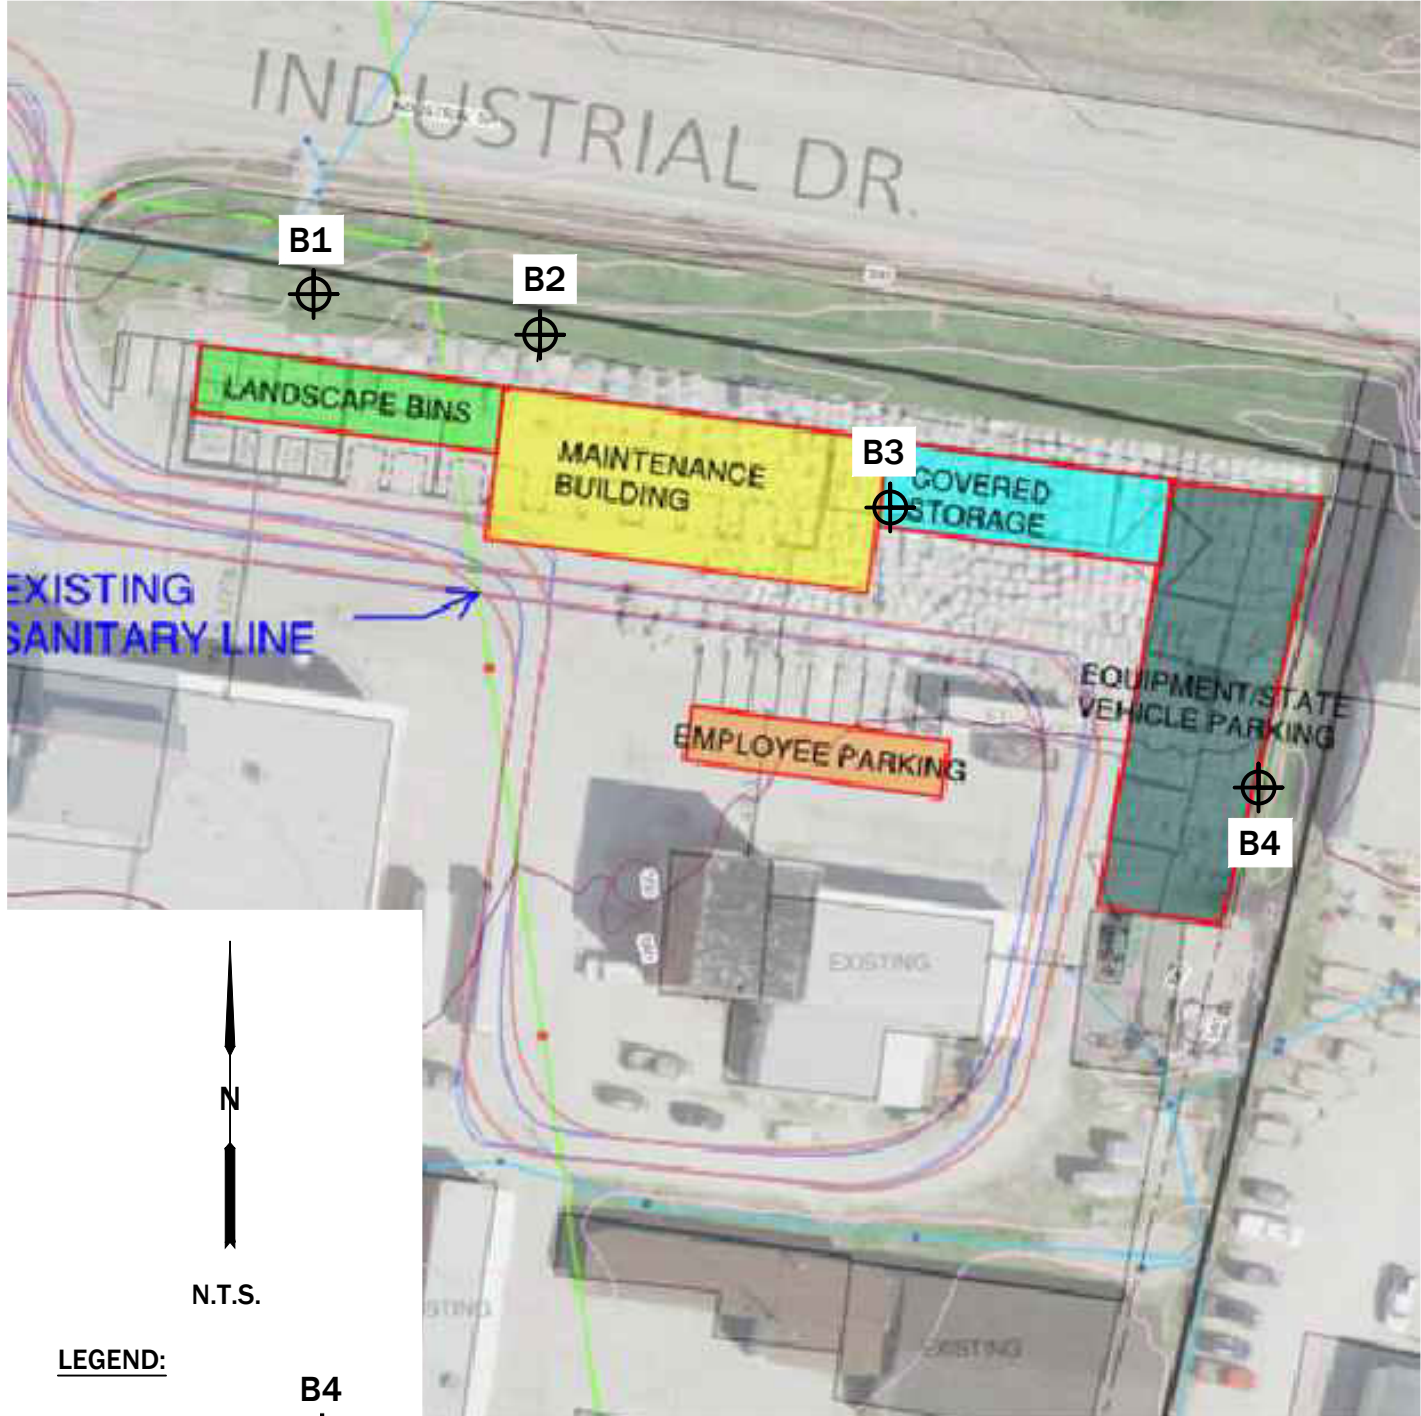 INDUSTRIAL DR.
B1
B2
LANDSCAPE BINS
MAINTENANCE
BUILDING
B3
COVERED
STORAGE
EXISTING
SANITARY LINE
EQUIPMENT/STATE
VEHICLE PARKING
EMPLOYEE PARKING
B4
EXISTING
N
N.T.S.
STING
EXISTING
LEGEND:
B4